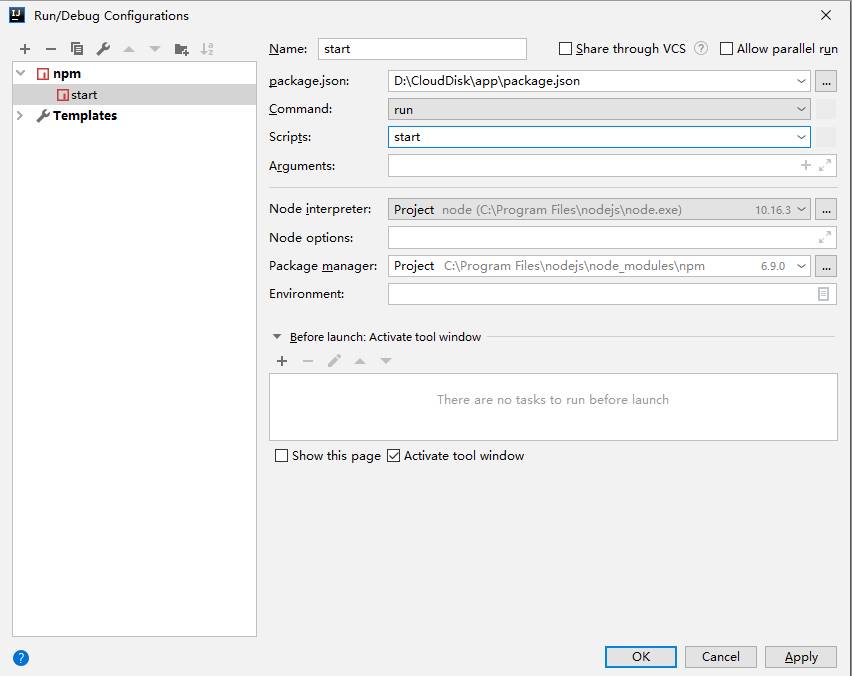 Run/Debug Configurations
Name: start Share through VCS ? Allow parallel run
npm
start
Templates
package.json: D:\CloudDisk\app\package.json ...
Command: run
Scripts: start
Arguments:
Node interpreter: Project node (C:\Program Files\nodejs\node.exe) 10.16.3 ...
Node options:
Package manager: Project C:\Program Files\nodejs\node_modules\npm 6.9.0 ...
Environment:
Before launch: Activate tool window
There are no tasks to run before launch
Show this page Activate tool window
? OK Cancel Apply